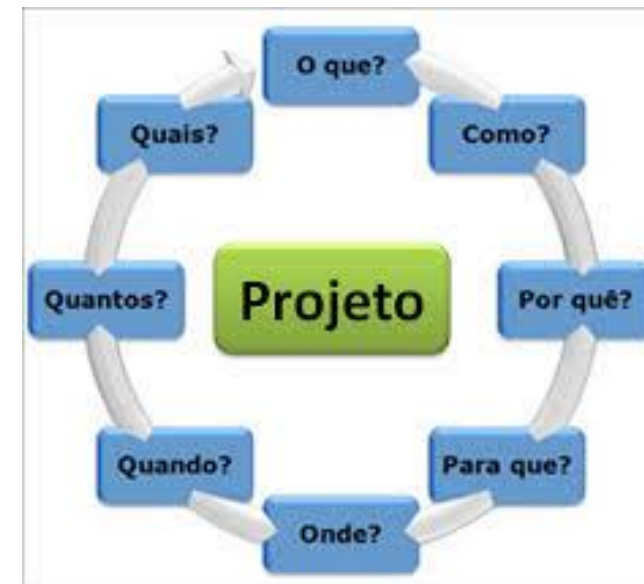 O que?
Como?
Por quê?
Para que?
Onde?
Quando?
Quantos?
Quais?
Projeto